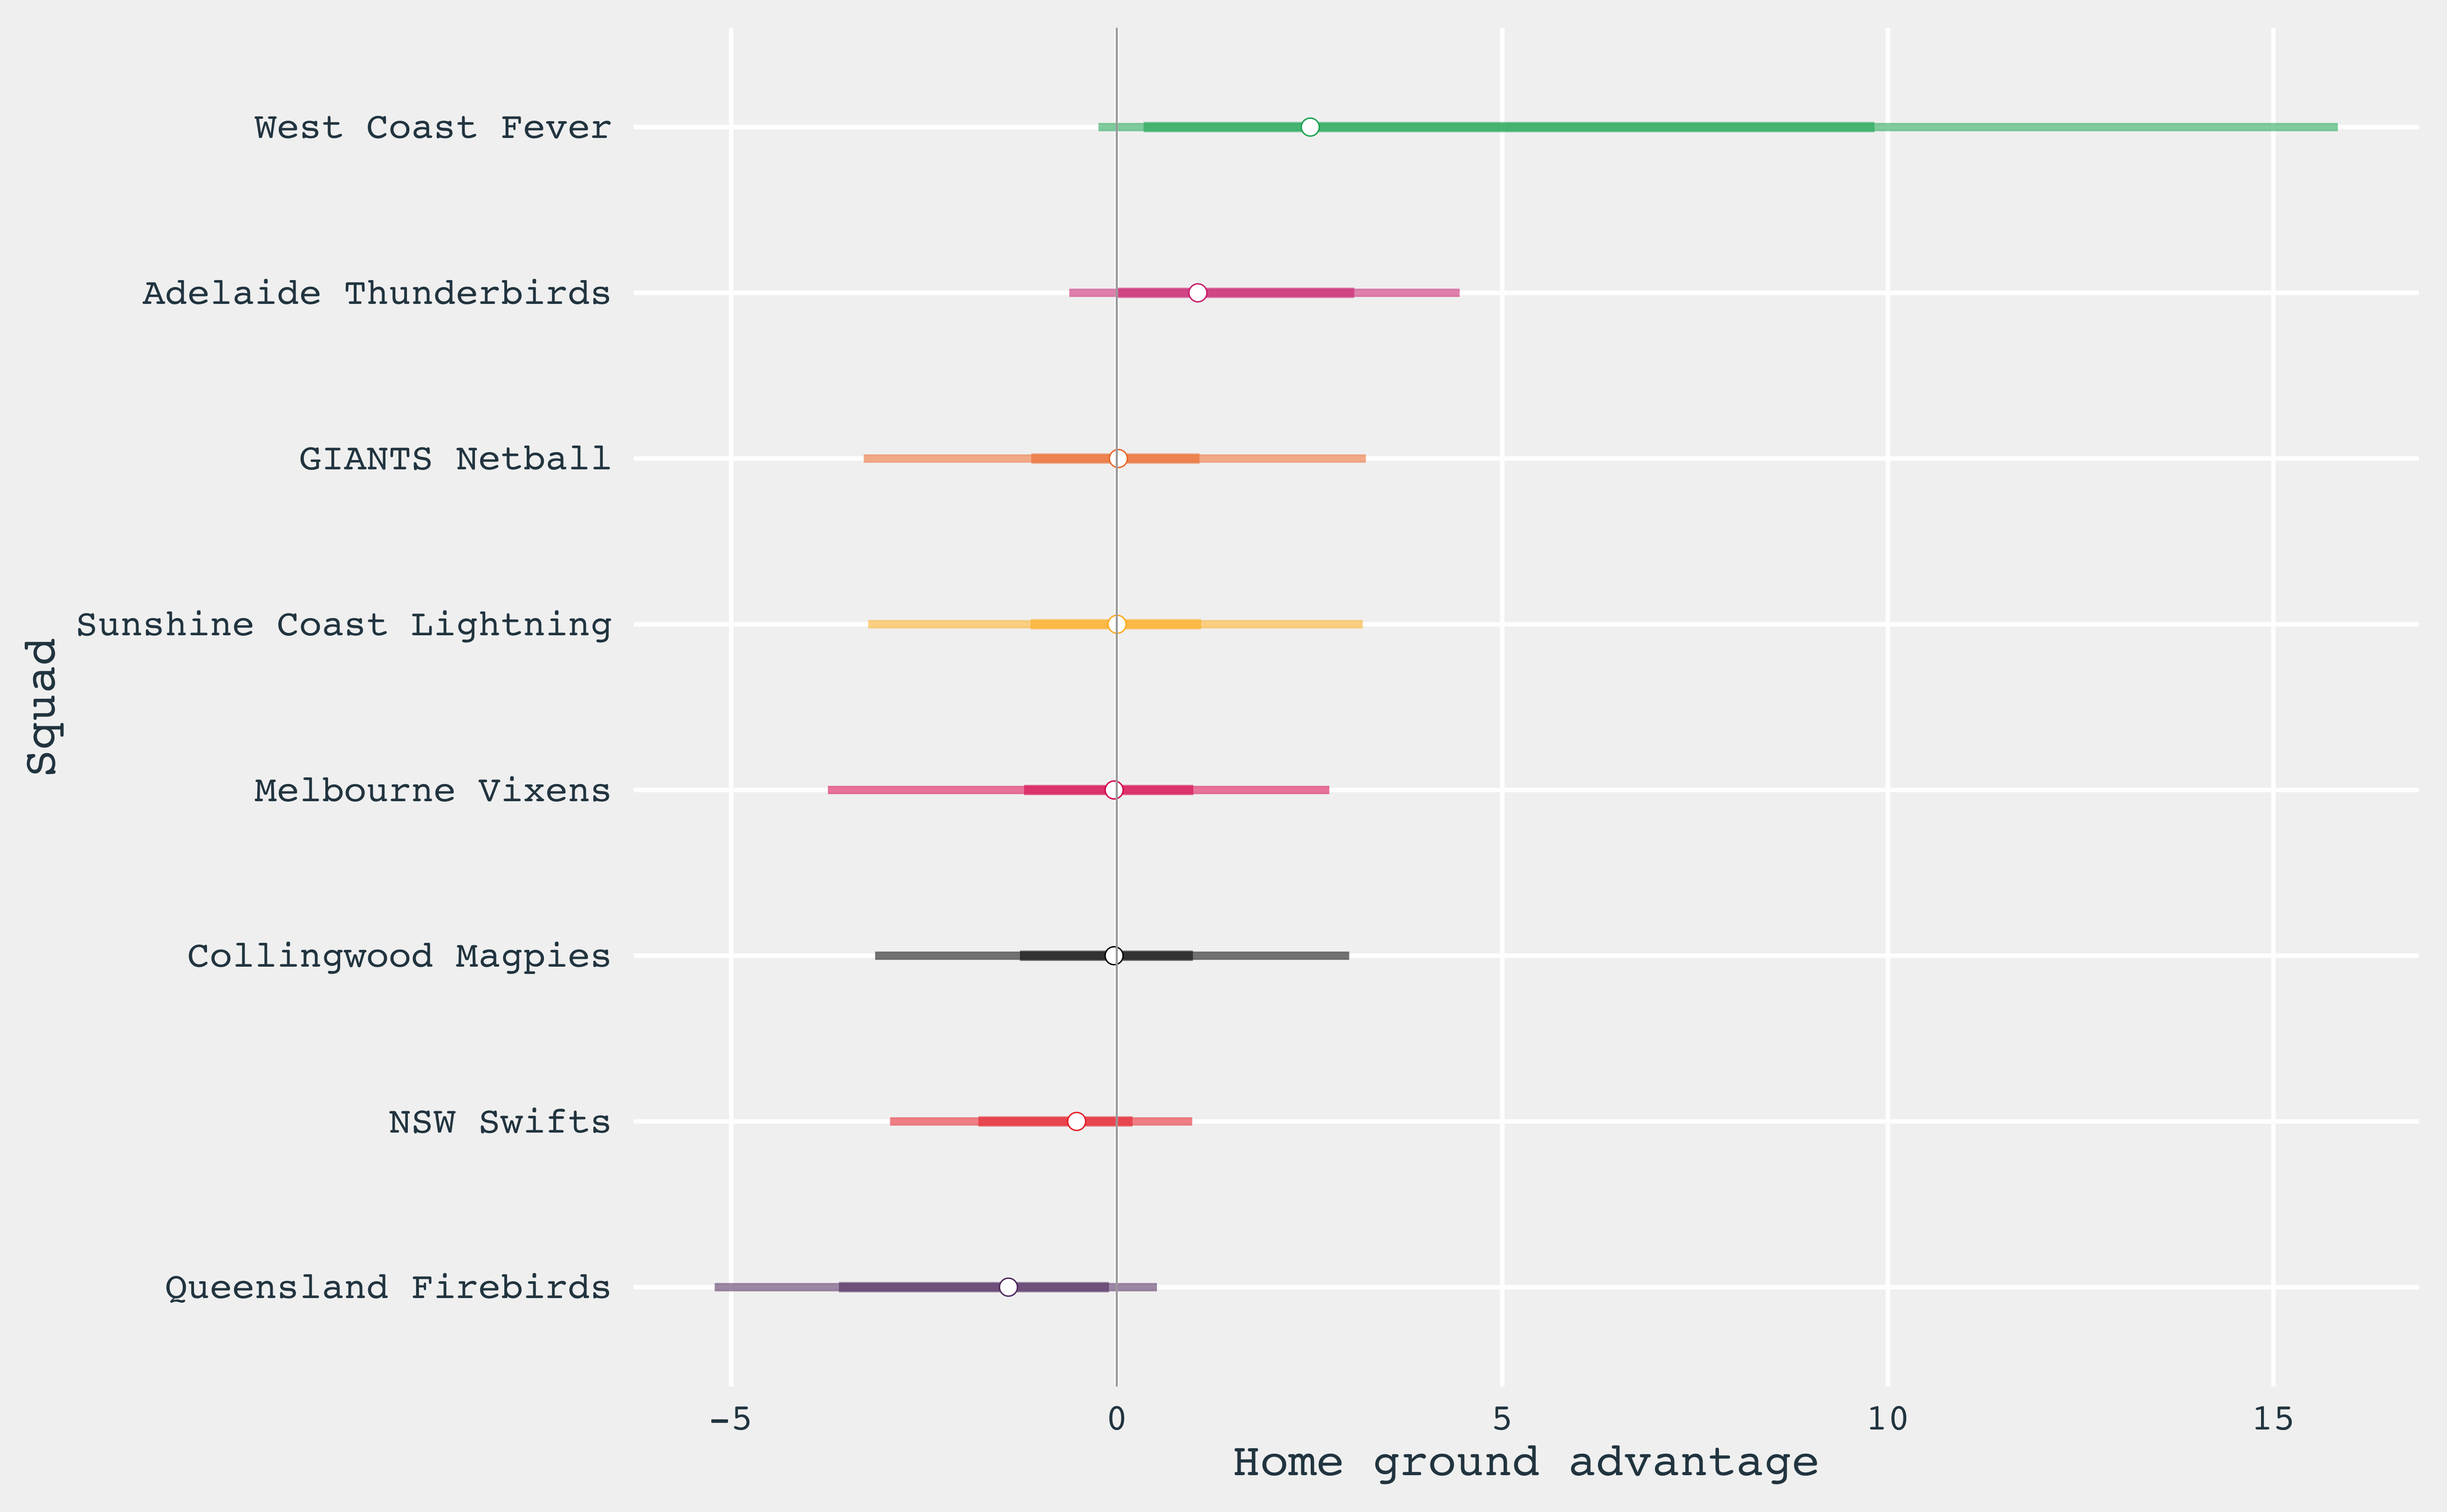 West Coast Fever
Adelaide Thunderbirds
GIANTS Netball
Sunshine Coast Lightning
Melbourne Vixens
Collingwood Magpies
NSW Swifts
Queensland Firebirds
Squad
-5 0 5 10 15
Home ground advantage